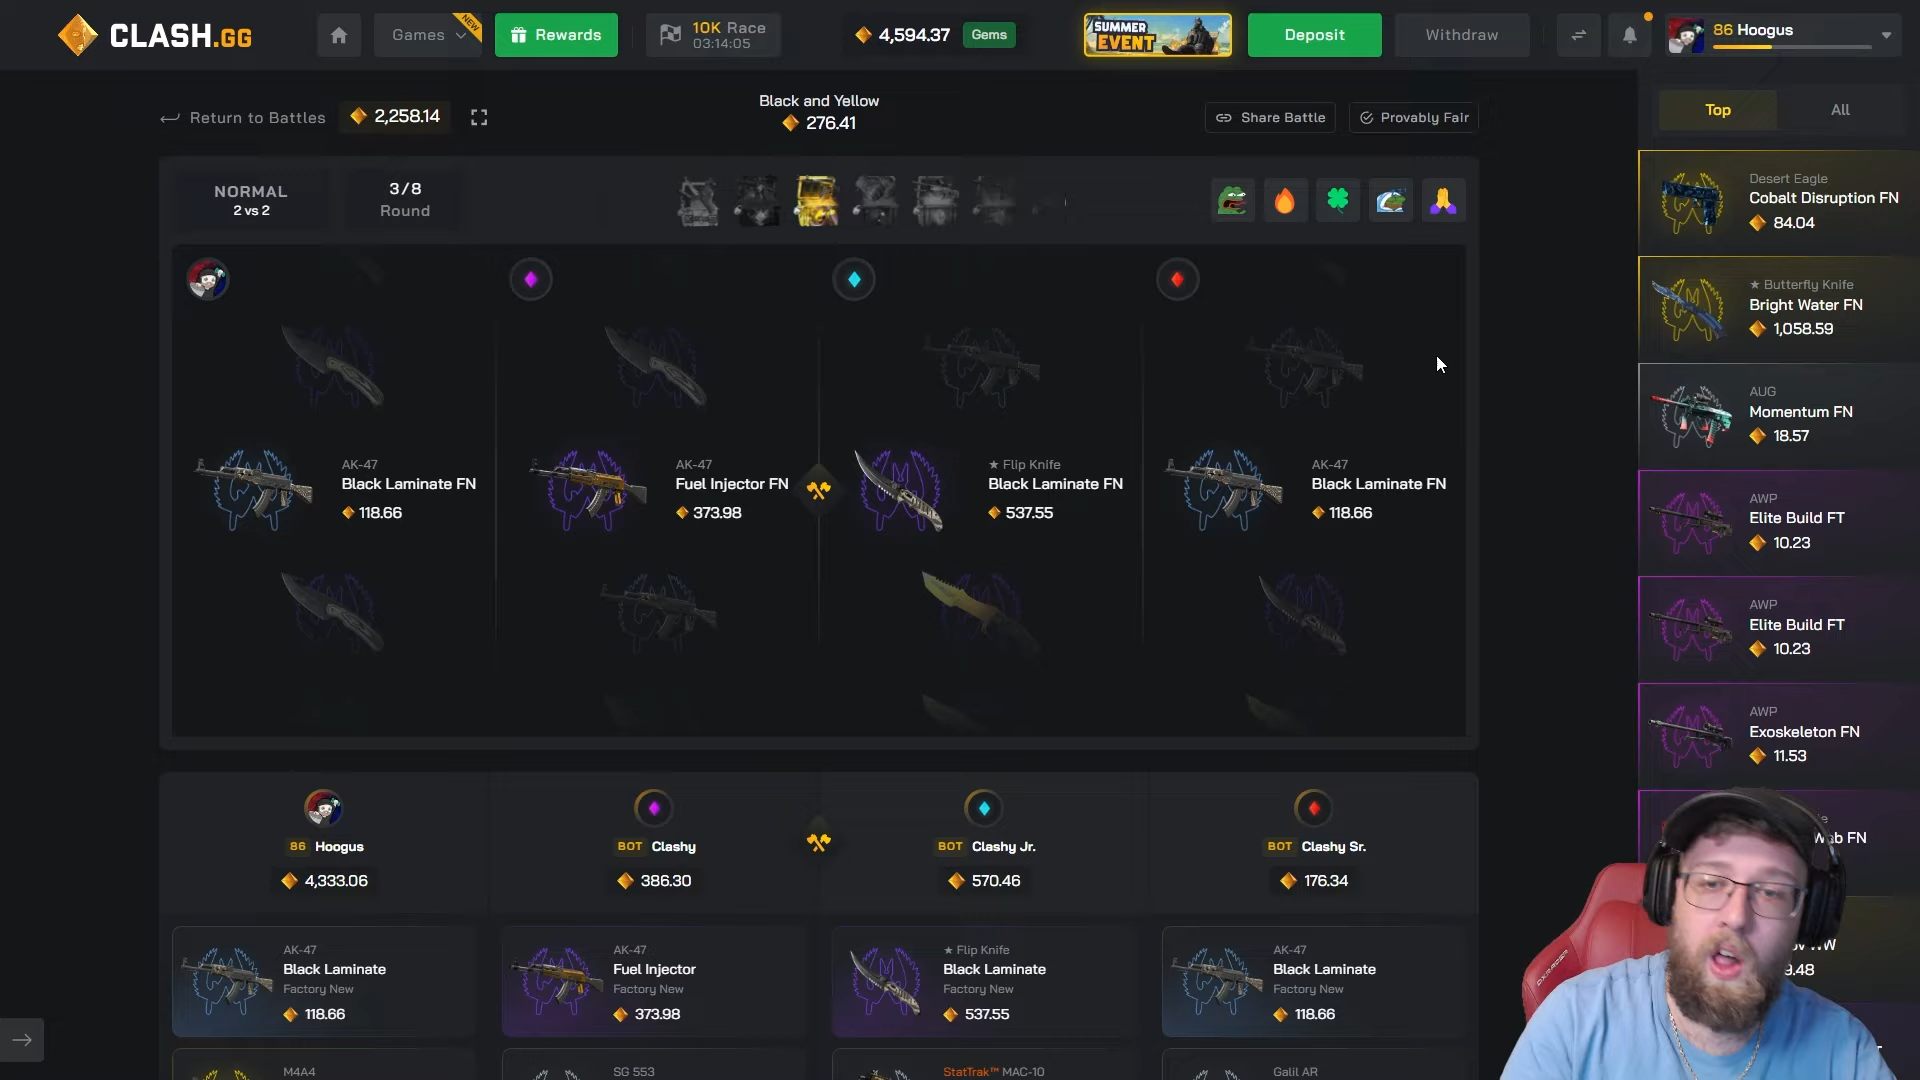 CLASH.GG
Games
NEW
Rewards
10K Race
03:14:05
4,594.37
Gems
SUMMER
EVENT
Deposit
Withdraw
86 Hoogus
Return to Battles
2,258.14
Black and Yellow
276.41
Share Battle
Provably Fair
Top
All
NORMAL
2 vs 2
3/8
Round
AK-47
Black Laminate FN
118.66
AK-47
Fuel Injector FN
373.98
★ Flip Knife
Black Laminate FN
537.55
AK-47
Black Laminate FN
118.66
Desert Eagle
Cobalt Disruption FN
84.04
★ Butterfly Knife
Bright Water FN
1,058.59
AUG
Momentum FN
18.57
AWP
Elite Build FT
10.23
AWP
Elite Build FT
10.23
AWP
Exoskeleton FN
11.53
FN
9.48
86 Hoogus
4,333.06
BOT Clashy
386.30
BOT Clashy Jr.
570.46
BOT Clashy Sr.
176.34
AK-47
Black Laminate
Factory New
118.66
AK-47
Fuel Injector
Factory New
373.98
★ Flip Knife
Black Laminate
Factory New
537.55
AK-47
Black Laminate
Factory New
118.66
M4A4
SG 553
StatTrak™ MAC-10
Galil AR
DXRACER